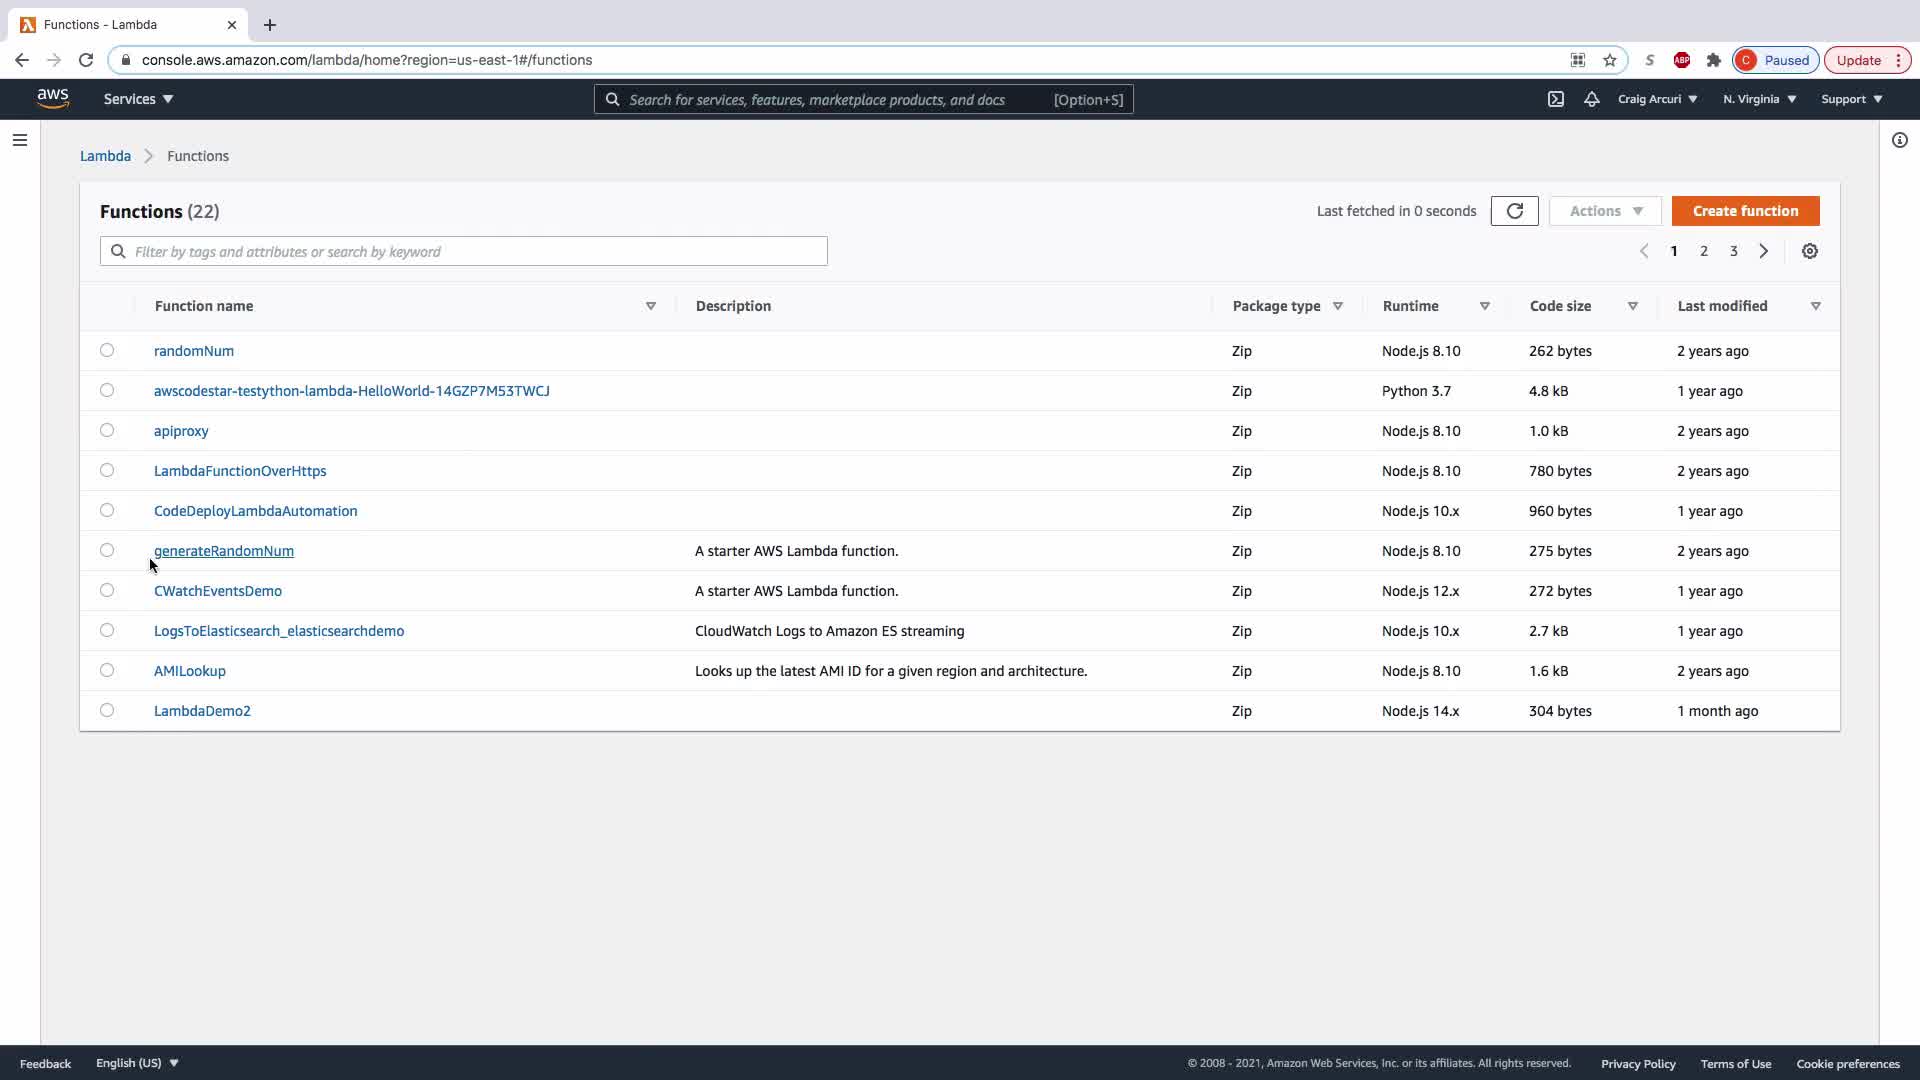 Functions - Lambda
console.aws.amazon.com/lambda/home?region=us-east-1#/functions
S
ABP
C Paused
Update
aws
Services
Search for services, features, marketplace products, and docs [Option+S]
Craig Arcuri
N. Virginia
Support
Lambda Functions
Functions (22)
Last fetched in 0 seconds
Actions
Create function
Filter by tags and attributes or search by keyword
1 2 3
Function name Description Package type Runtime Code size Last modified
randomNum Zip Node.js 8.10 262 bytes 2 years ago
awscodestar-testython-lambda-HelloWorld-14GZP7M53TWCJ Zip Python 3.7 4.8 kB 1 year ago
apiproxy Zip Node.js 8.10 1.0 kB 2 years ago
LambdaFunctionOverHttps Zip Node.js 8.10 780 bytes 2 years ago
CodeDeployLambdaAutomation Zip Node.js 10.x 960 bytes 1 year ago
generateRandomNum A starter AWS Lambda function. Zip Node.js 8.10 275 bytes 2 years ago
CWatchEventsDemo A starter AWS Lambda function. Zip Node.js 12.x 272 bytes 1 year ago
LogsToElasticsearch_elasticsearchdemo CloudWatch Logs to Amazon ES streaming Zip Node.js 10.x 2.7 kB 1 year ago
AMILookup Looks up the latest AMI ID for a given region and architecture. Zip Node.js 8.10 1.6 kB 2 years ago
LambdaDemo2 Zip Node.js 14.x 304 bytes 1 month ago
Feedback English (US) © 2008 - 2021, Amazon Web Services, Inc. or its affiliates. All rights reserved. Privacy Policy Terms of Use Cookie preferences